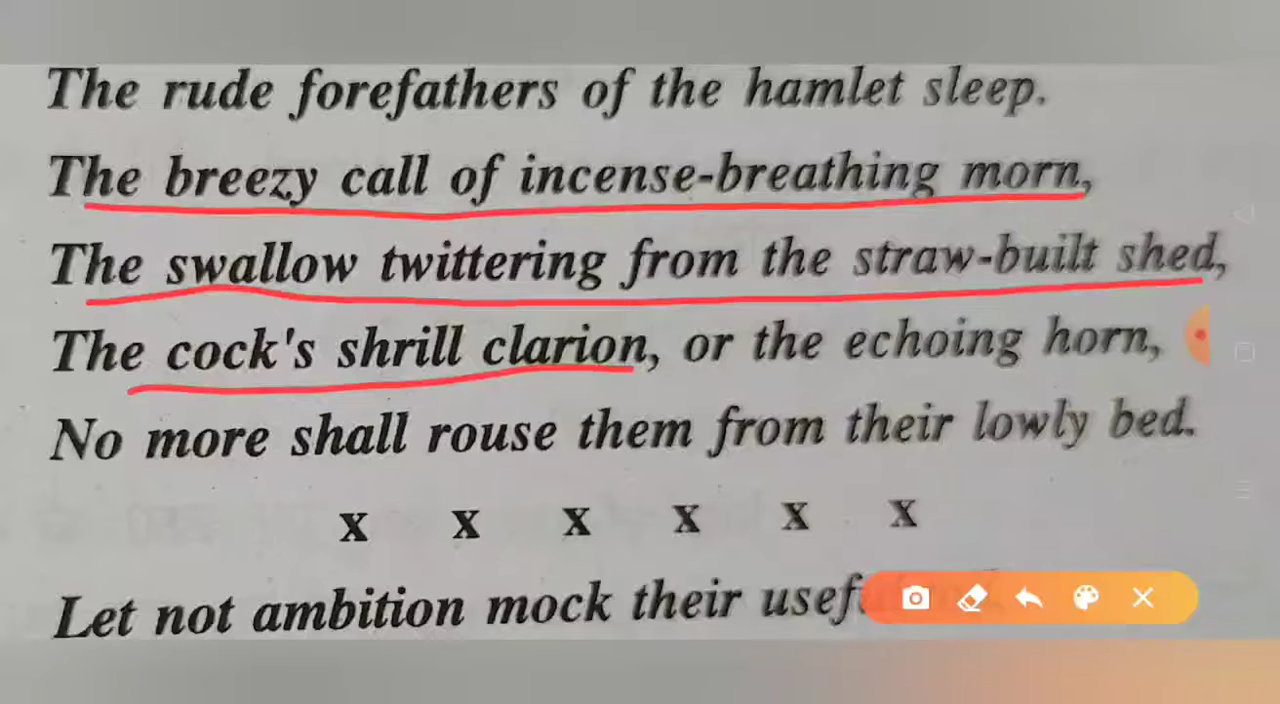 The rude forefathers of the hamlet sleep.
The breezy call of incense-breathing morn,
The swallow twittering from the straw-built shed,
The cock's shrill clarion, or the echoing horn,
No more shall rouse them from their lowly bed.
x x x x x x
Let not ambition mock their